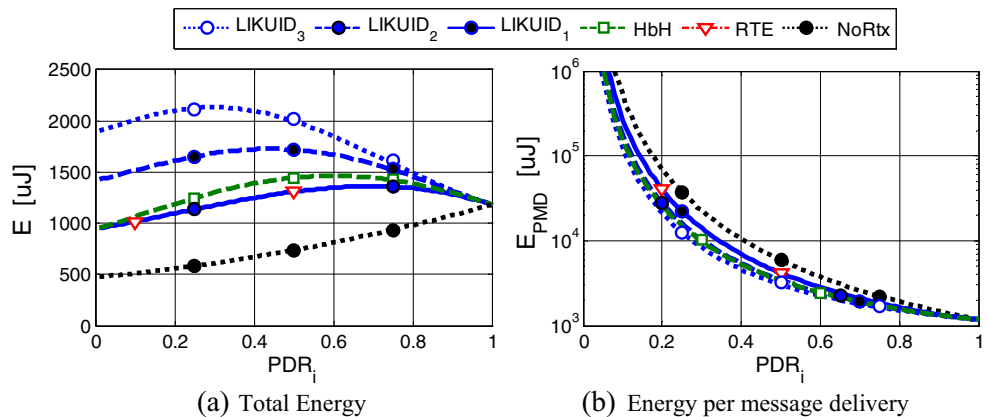 LIKUID3 LIKUID2 LIKUID1 HbH RTE NoRtx
2500
2000
1500
1000
500
0
E [uJ]
0 0.2 0.4 0.6 0.8 1
PDRi
(a) Total Energy
10^6
10^5
10^4
10^3
EPMD [uJ]
0 0.2 0.4 0.6 0.8 1
PDRi
(b) Energy per message delivery